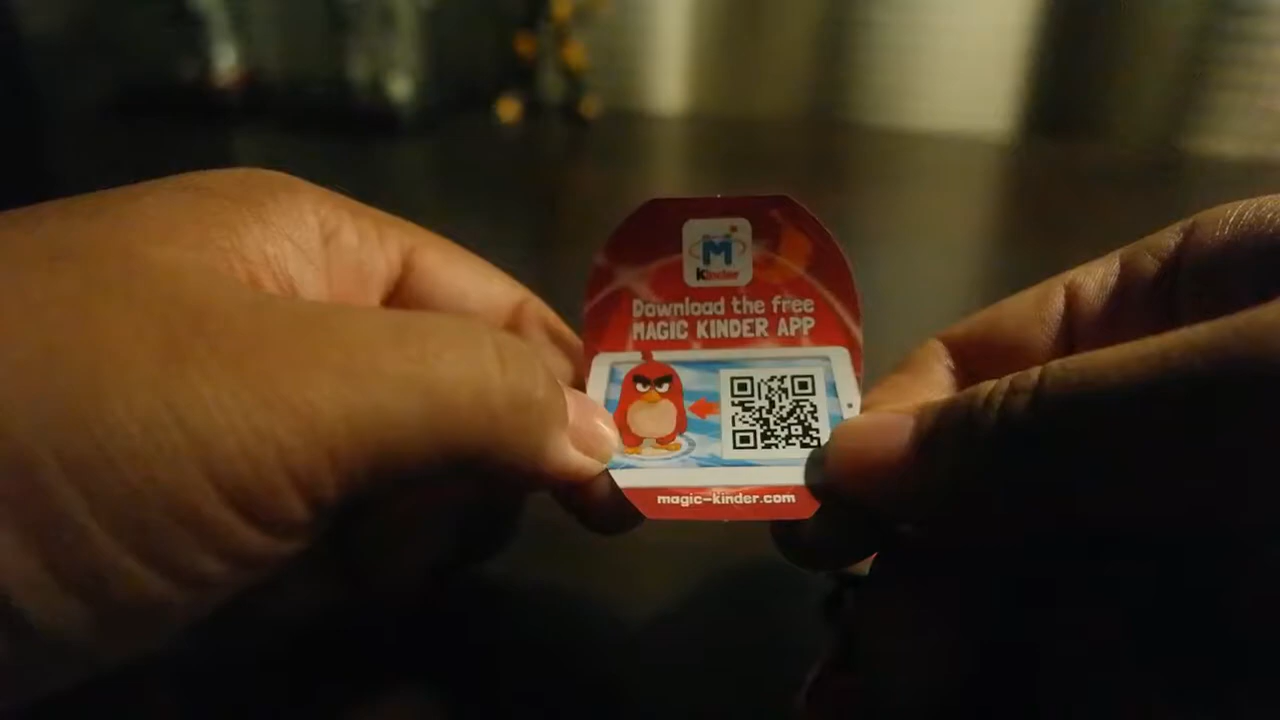 M
Kinder
Download the free
MAGIC KINDER APP
magic-kinder.com